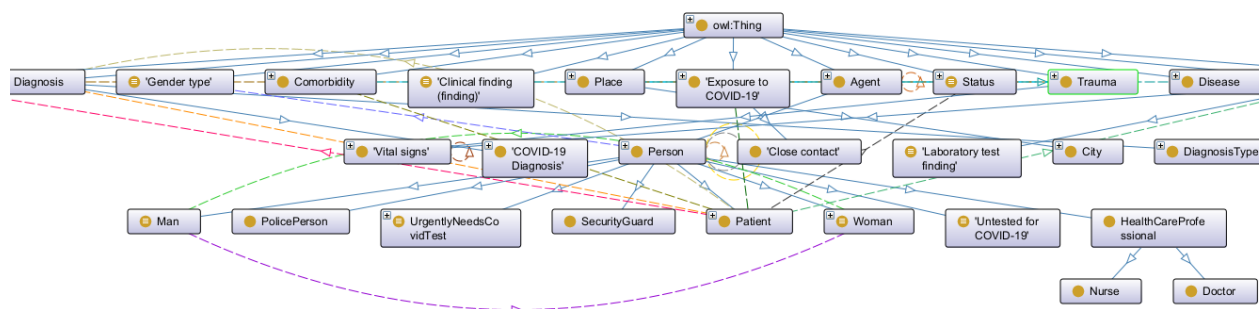 owl:Thing
Diagnosis
'Gender type'
Comorbidity
'Clinical finding
(finding)'
Place
'Exposure to
COVID-19'
Agent
Status
Trauma
Disease
'Vital signs'
'COVID-19
Diagnosis'
Person
'Close contact'
'Laboratory test
finding'
City
DiagnosisType
Man
PolicePerson
UrgentlyNeedsCo
vidTest
SecurityGuard
Patient
Woman
'Untested for
COVID-19'
HealthCareProfe
ssional
Nurse
Doctor